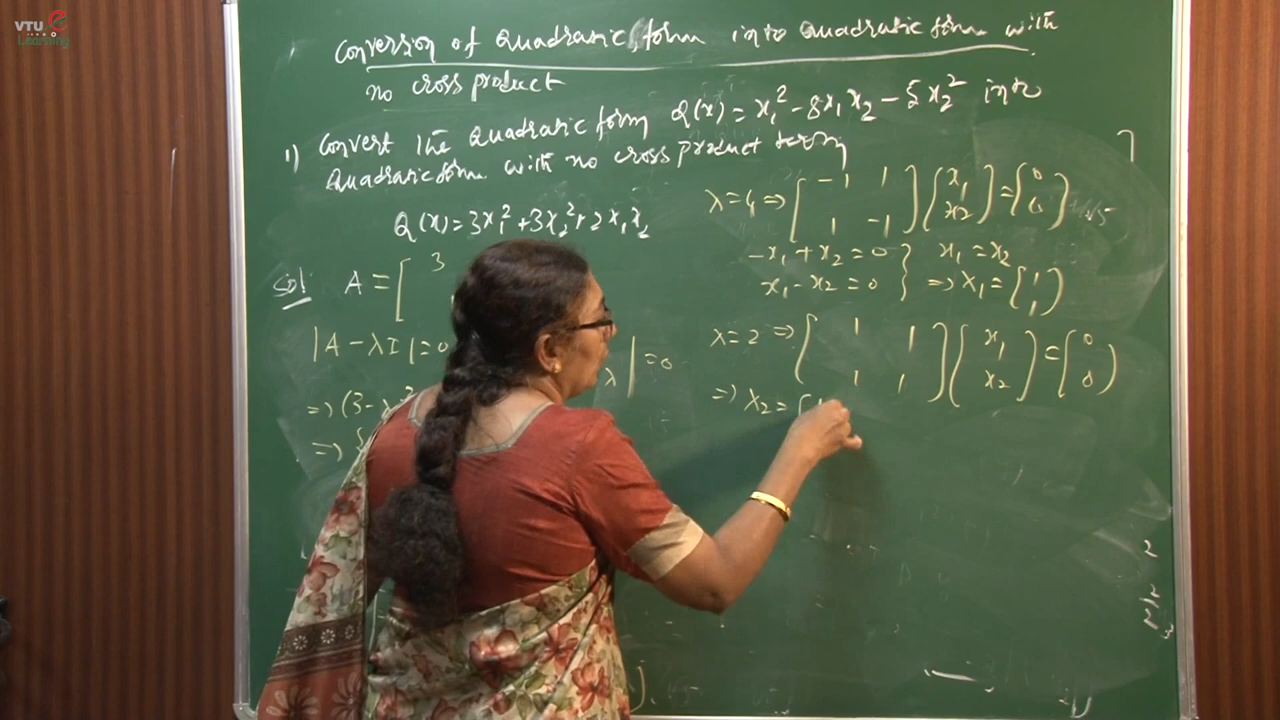 VTU e
Learning
Conversion of Quadratic form into Quadratic form with
no cross product
1) Convert the Quadratic form Q(x) = x₁² - 8x₁x₂ - 5x₂² into
Quadratic form with no cross product term
Q(x) = 3x₁² + 3x₂² + 2x₁x₂
Sol: A = [ 3
|A - λI| = 0
λ | = 0
=> (3-λ)²
=>
λ = 4 => [ -1 1
1 -1 ] [ x₁
x₂ ] = [ 0
0 ]
-x₁ + x₂ = 0 } x₁ = x₂
x₁ - x₂ = 0 } => X₁ = ( 1
1 )
λ = 2 => [ 1 1
1 1 ] [ x₁
x₂ ] = [ 0
0 ]
=> X₂ = [